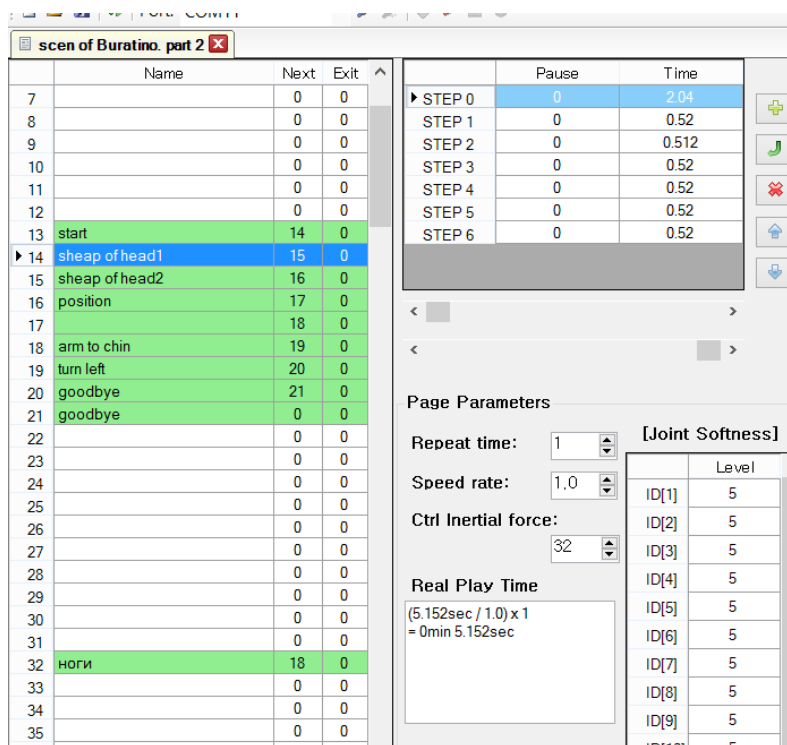 scen of Buratino. part 2
Name Next Exit
7 0 0
8 0 0
9 0 0
10 0 0
11 0 0
12 0 0
13 start 14 0
14 sheap of head1 15 0
15 sheap of head2 16 0
16 position 17 0
17 18 0
18 arm to chin 19 0
19 turn left 20 0
20 goodbye 21 0
21 goodbye 0 0
22 0 0
23 0 0
24 0 0
25 0 0
26 0 0
27 0 0
28 0 0
29 0 0
30 0 0
31 0 0
32 ноги 18 0
33 0 0
34 0 0
35 0 0
Pause Time
STEP 0 0 2.04
STEP 1 0 0.52
STEP 2 0 0.512
STEP 3 0 0.52
STEP 4 0 0.52
STEP 5 0 0.52
STEP 6 0 0.52
Page Parameters
Repeat time: 1
Speed rate: 1,0
Ctrl Inertial force:
32
Real Play Time
(5.152sec / 1.0) x 1
= 0min 5.152sec
[Joint Softness]
Level
ID[1] 5
ID[2] 5
ID[3] 5
ID[4] 5
ID[5] 5
ID[6] 5
ID[7] 5
ID[8] 5
ID[9] 5